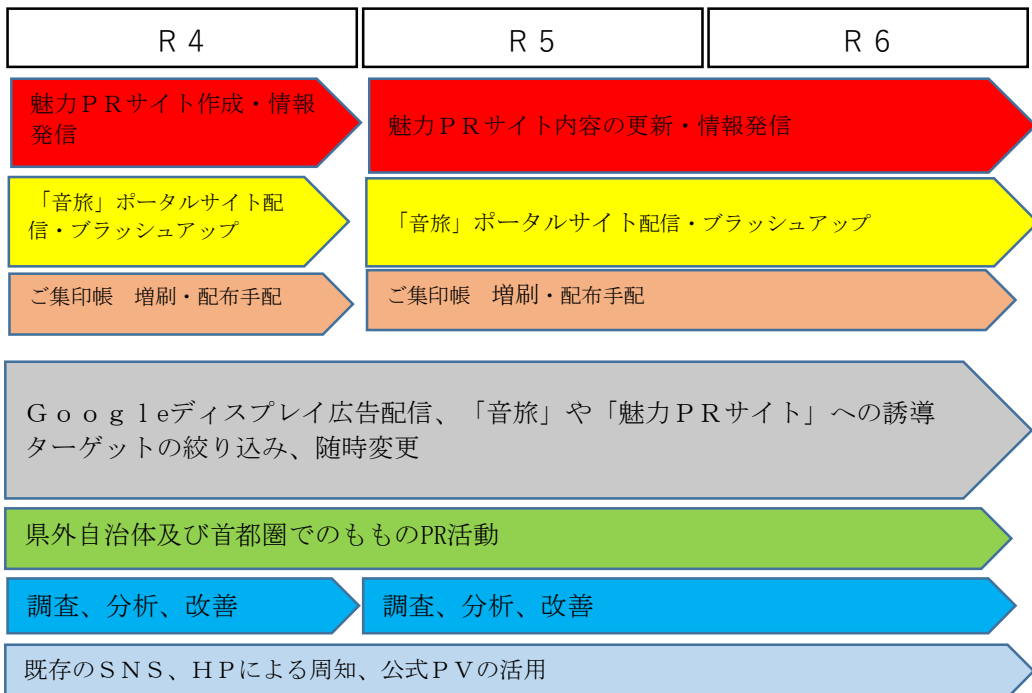 Ｒ４
Ｒ５
Ｒ６
魅力ＰＲサイト作成・情報
発信
魅力ＰＲサイト内容の更新・情報発信
「音旅」ポータルサイト配
信・ブラッシュアップ
「音旅」ポータルサイト配信・ブラッシュアップ
ご集印帳　増刷・配布手配
ご集印帳　増刷・配布手配
Ｇｏｏｇｌeディスプレイ広告配信、「音旅」や「魅力ＰＲサイト」への誘導
ターゲットの絞り込み、随時変更
県外自治体及び首都圏でのもものPR活動
調査、分析、改善
調査、分析、改善
既存のＳＮＳ、ＨＰによる周知、公式ＰＶの活用